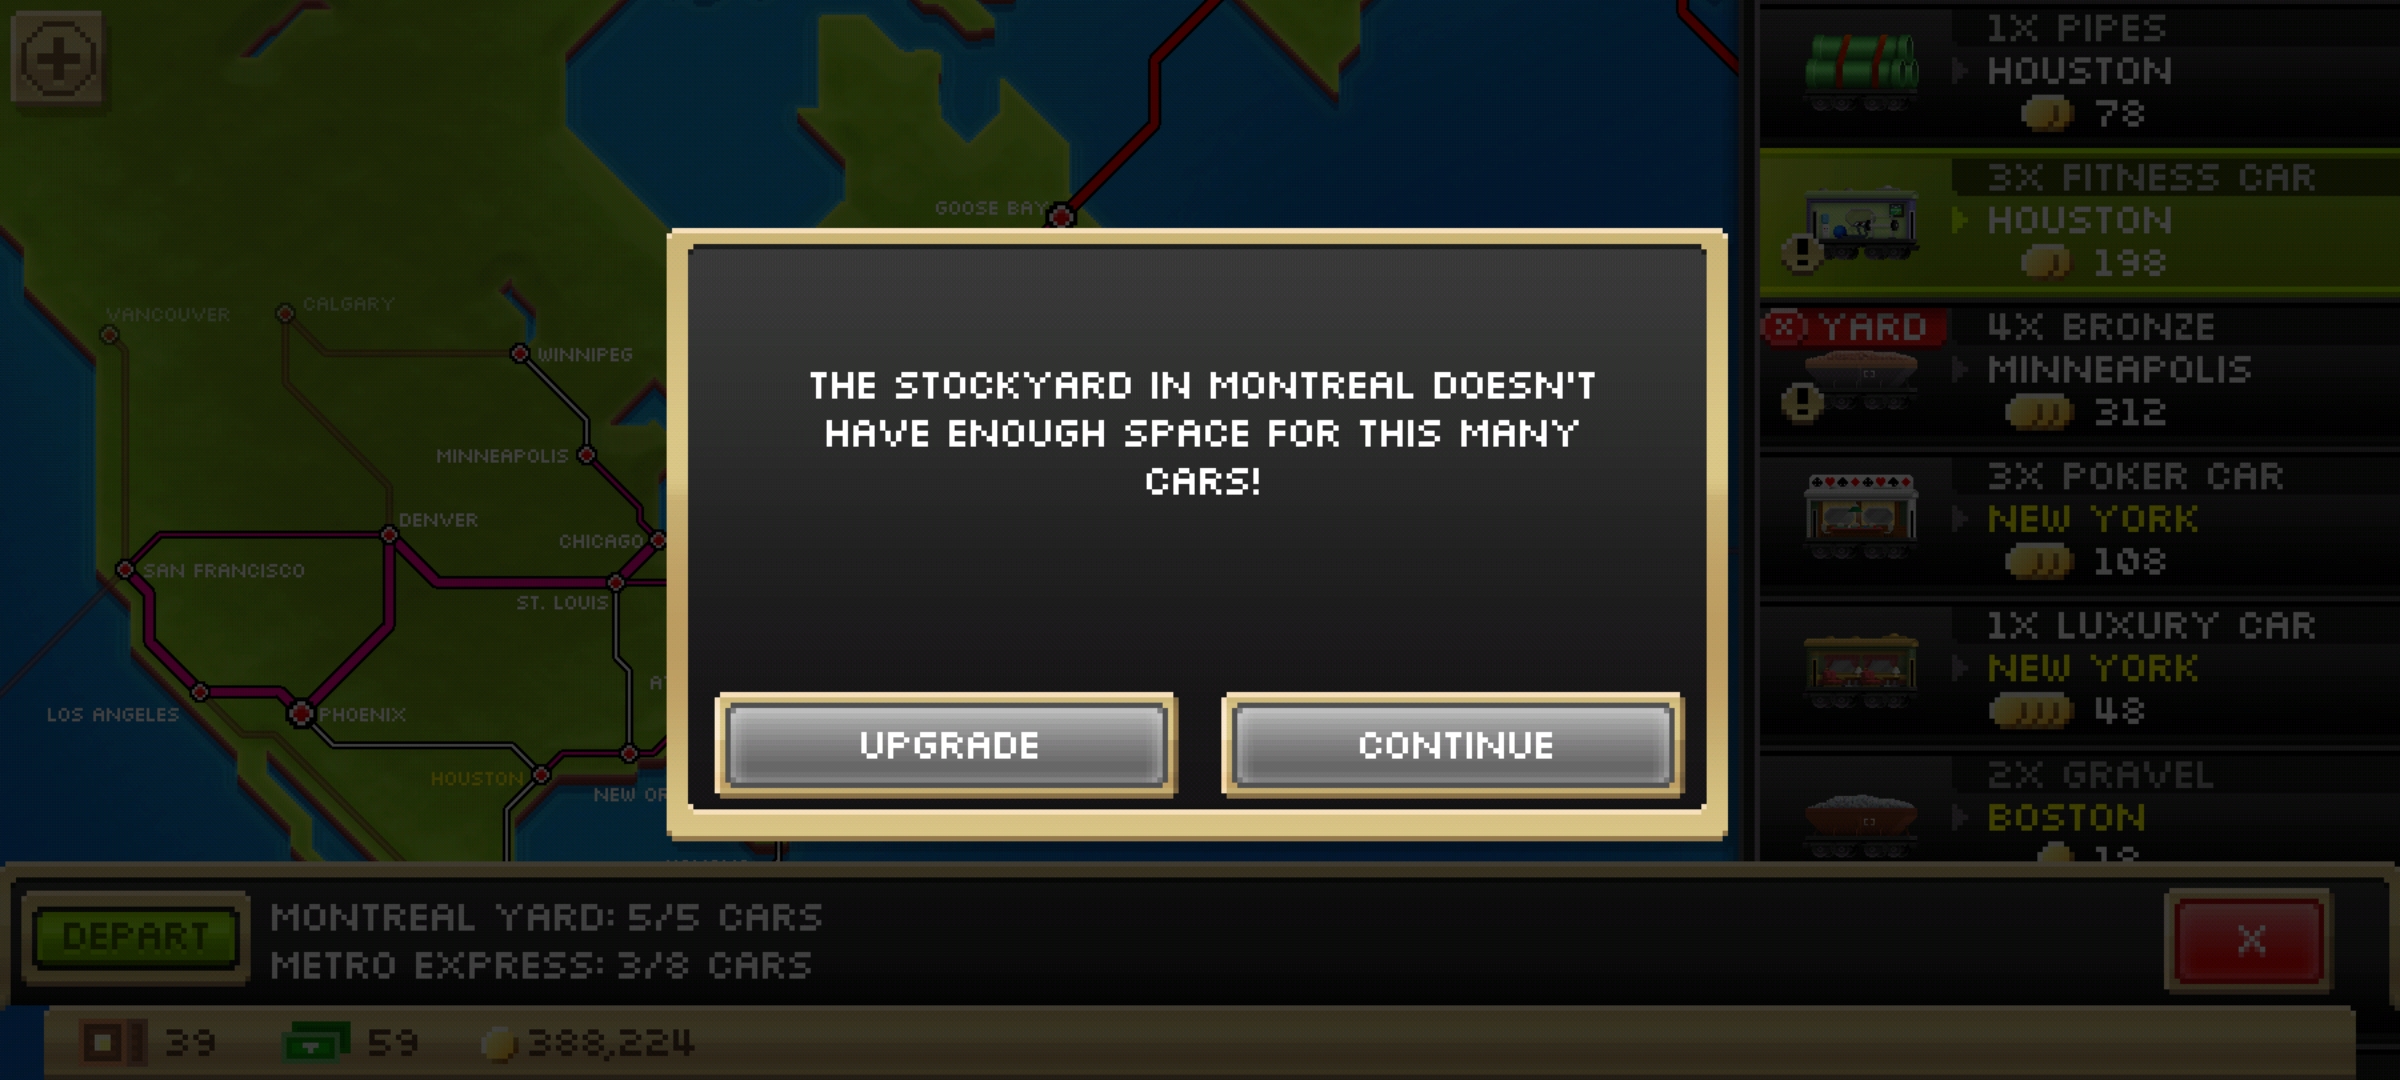 1X PIPES
HOUSTON
78
3X FITNESS CAR
HOUSTON
198
YARD
4X BRONZE
MINNEAPOLIS
312
3X POKER CAR
NEW YORK
108
1X LUXURY CAR
NEW YORK
48
2X GRAVEL
BOSTON
18
GOOSE BAY
VANCOUVER
CALGARY
WINNIPEG
MINNEAPOLIS
DENVER
CHICAGO
SAN FRANCISCO
ST. LOUIS
LOS ANGELES
PHOENIX
HOUSTON
NEW OR
THE STOCKYARD IN MONTREAL DOESN'T
HAVE ENOUGH SPACE FOR THIS MANY
CARS!
UPGRADE
CONTINUE
DEPART
MONTREAL YARD: 5/5 CARS
METRO EXPRESS: 3/8 CARS
X
39
59
388,224